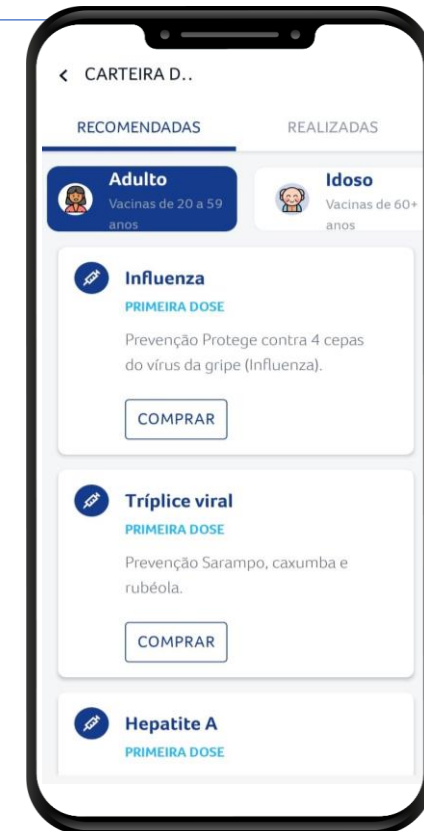 CARTEIRA D..
RECOMENDADAS
REALIZADAS
Adulto
Vacinas de 20 a 59
anos
Idoso
Vacinas de 60+
anos
Influenza
PRIMEIRA DOSE
Prevenção Protege contra 4 cepas
do vírus da gripe (Influenza).
COMPRAR
Tríplice viral
PRIMEIRA DOSE
Prevenção Sarampo, caxumba e
rubéola.
COMPRAR
Hepatite A
PRIMEIRA DOSE